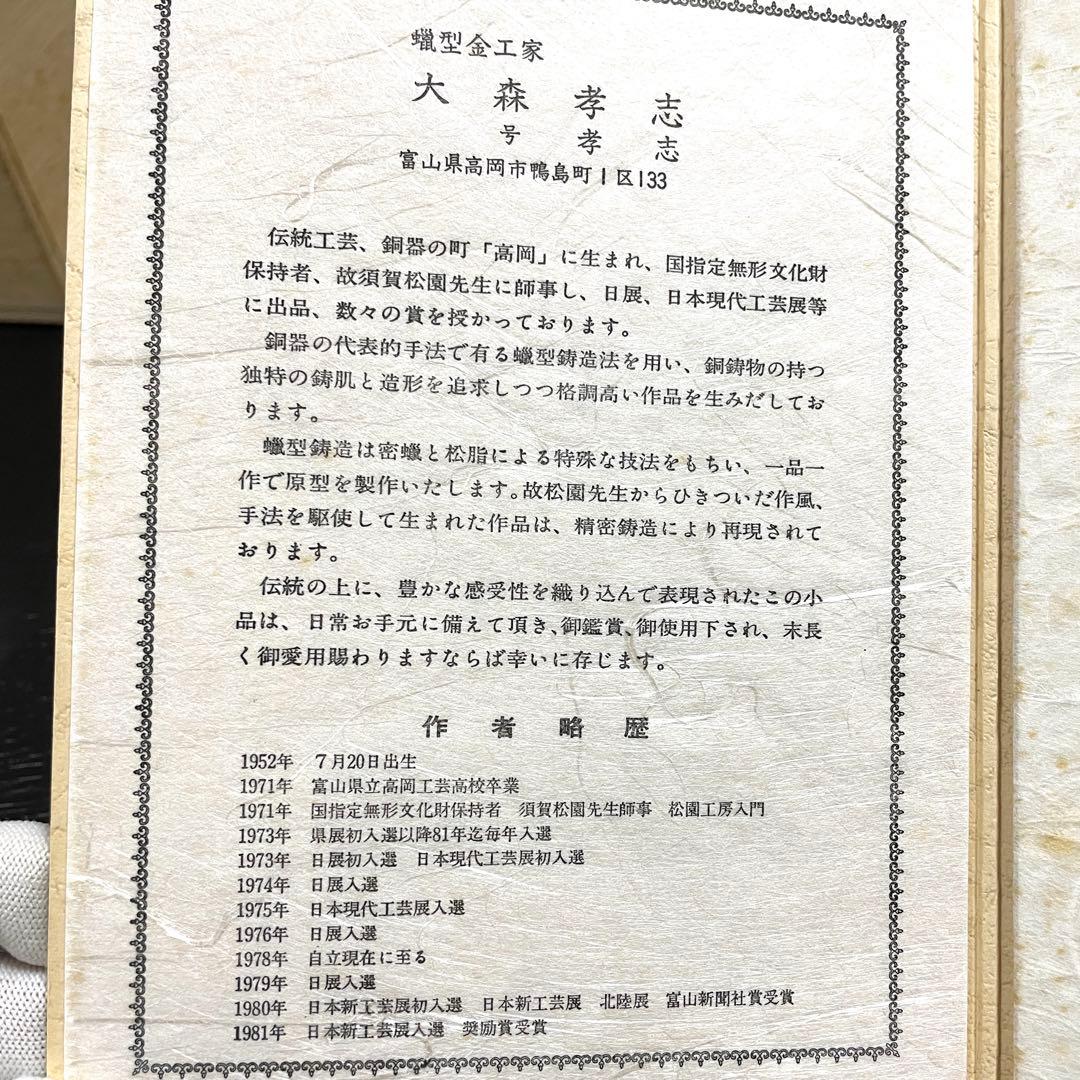 蠟型金工家
大森孝志
号孝志
富山県高岡市鴨島町1区133
伝統工芸、銅器の町「高岡」に生まれ、国指定無形文化財
保持者、故須賀松園先生に師事し、日展、日本現代工芸展等
に出品、数々の賞を授かっております。
銅器の代表的手法で有る蠟型鋳造法を用い、銅鋳物の持つ
独特の鋳肌と造形を追求しつつ格調高い作品を生みだしてお
ります。
蠟型鋳造は密蠟と松脂による特殊な技法をもちい、一品一
作で原型を製作いたします。故松園先生からひきついだ作風、
手法を駆使して生まれた作品は、精密鋳造により再現されて
おります。
伝統の上に、豊かな感受性を織り込んで表現されたこの小
品は、日常お手元に備えて頂き、御鑑賞、御使用下され、末長
く御愛用賜わりますならば幸いに存じます。
作者略歴
1952年 7月20日出生
1971年 富山県立高岡工芸高校卒業
1971年 国指定無形文化財保持者 須賀松園先生師事 松園工房入門
1973年 県展初入選以降81年迄毎年入選
1973年 日展初入選 日本現代工芸展初入選
1974年 日展入選
1975年 日本現代工芸展入選
1976年 日展入選
1978年 自立現在に至る
1979年 日展入選
1980年 日本新工芸展初入選 日本新工芸展 北陸展 富山新聞社賞受賞
1981年 日本新工芸展入選 奨励賞受賞